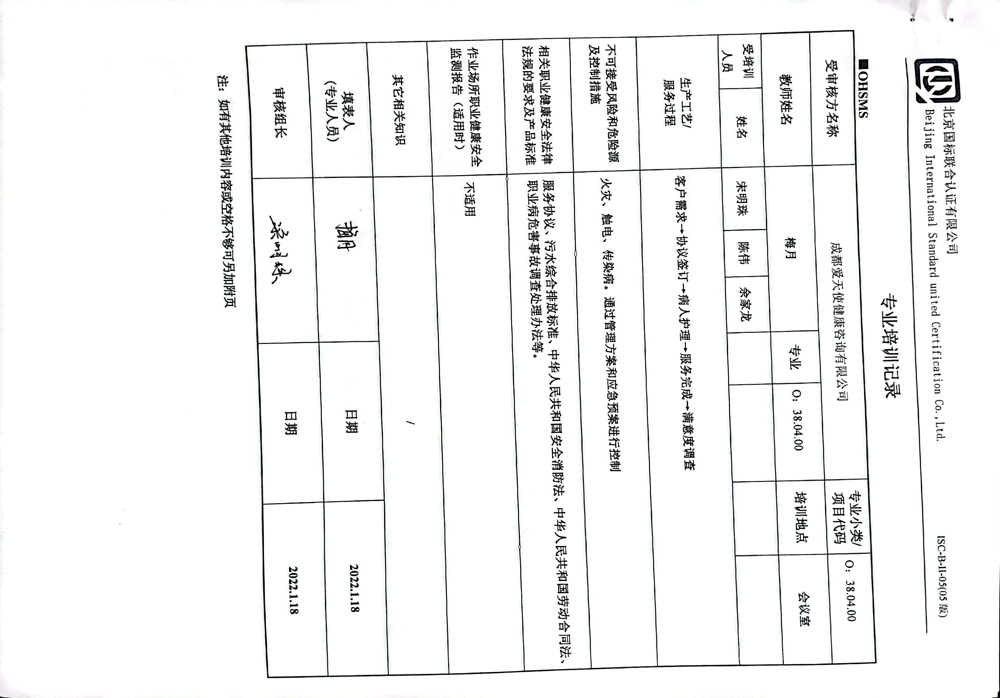 北京国标联合认证有限公司
Beijing International Standard united Certification Co.,Ltd.
ISC-B-II-05(05 版)
专业培训记录
■OHSMS
受审核方名称
成都爱天使健康咨询有限公司
专业小类/
项目代码
O: 38.04.00
教师姓名
梅月
专业
O: 38.04.00
培训地点
会议室
受培训
人员
姓名
宋明珠
陈伟
余家龙
生产工艺/
服务过程
客户需求→协议签订→病人护理→服务完成→满意度调查
不可接受风险和危险源
及控制措施
火灾、触电、传染病。通过管理方案和应急预案进行控制
相关职业健康安全法律
法规的要求及产品标准
服务协议、污水综合排放标准、中华人民共和国安全消防法、中华人民共和国劳动合同法、
职业病危害事故调查处理办法等。
作业场所职业健康安全
监测报告（适用时）
不适用
其它相关知识
/
填表人
（专业人员）
梅月
日期
2022.1.18
审核组长
宋明珠
日期
2022.1.18
注：如有其他培训内容或空格不够可另加附页